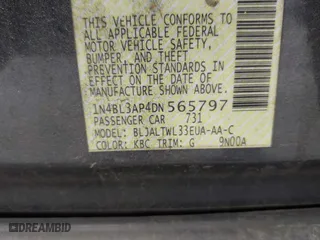 THIS VEHICLE CONFORMS TO ALL
APPLICABLE FEDERAL
MOTOR VEHICLE SAFETY,
BUMPER, AND THEFT
PREVENTION STANDARDS IN
EFFECT ON THE DATE OF
MANUFACTURE SHOWN ABOVE.
1N4BL3AP4DN565797
PASSENGER CAR 731
MODEL: BLJALTWL33EUA-AA-C
COLOR: KBC TRIM: G 9N00A